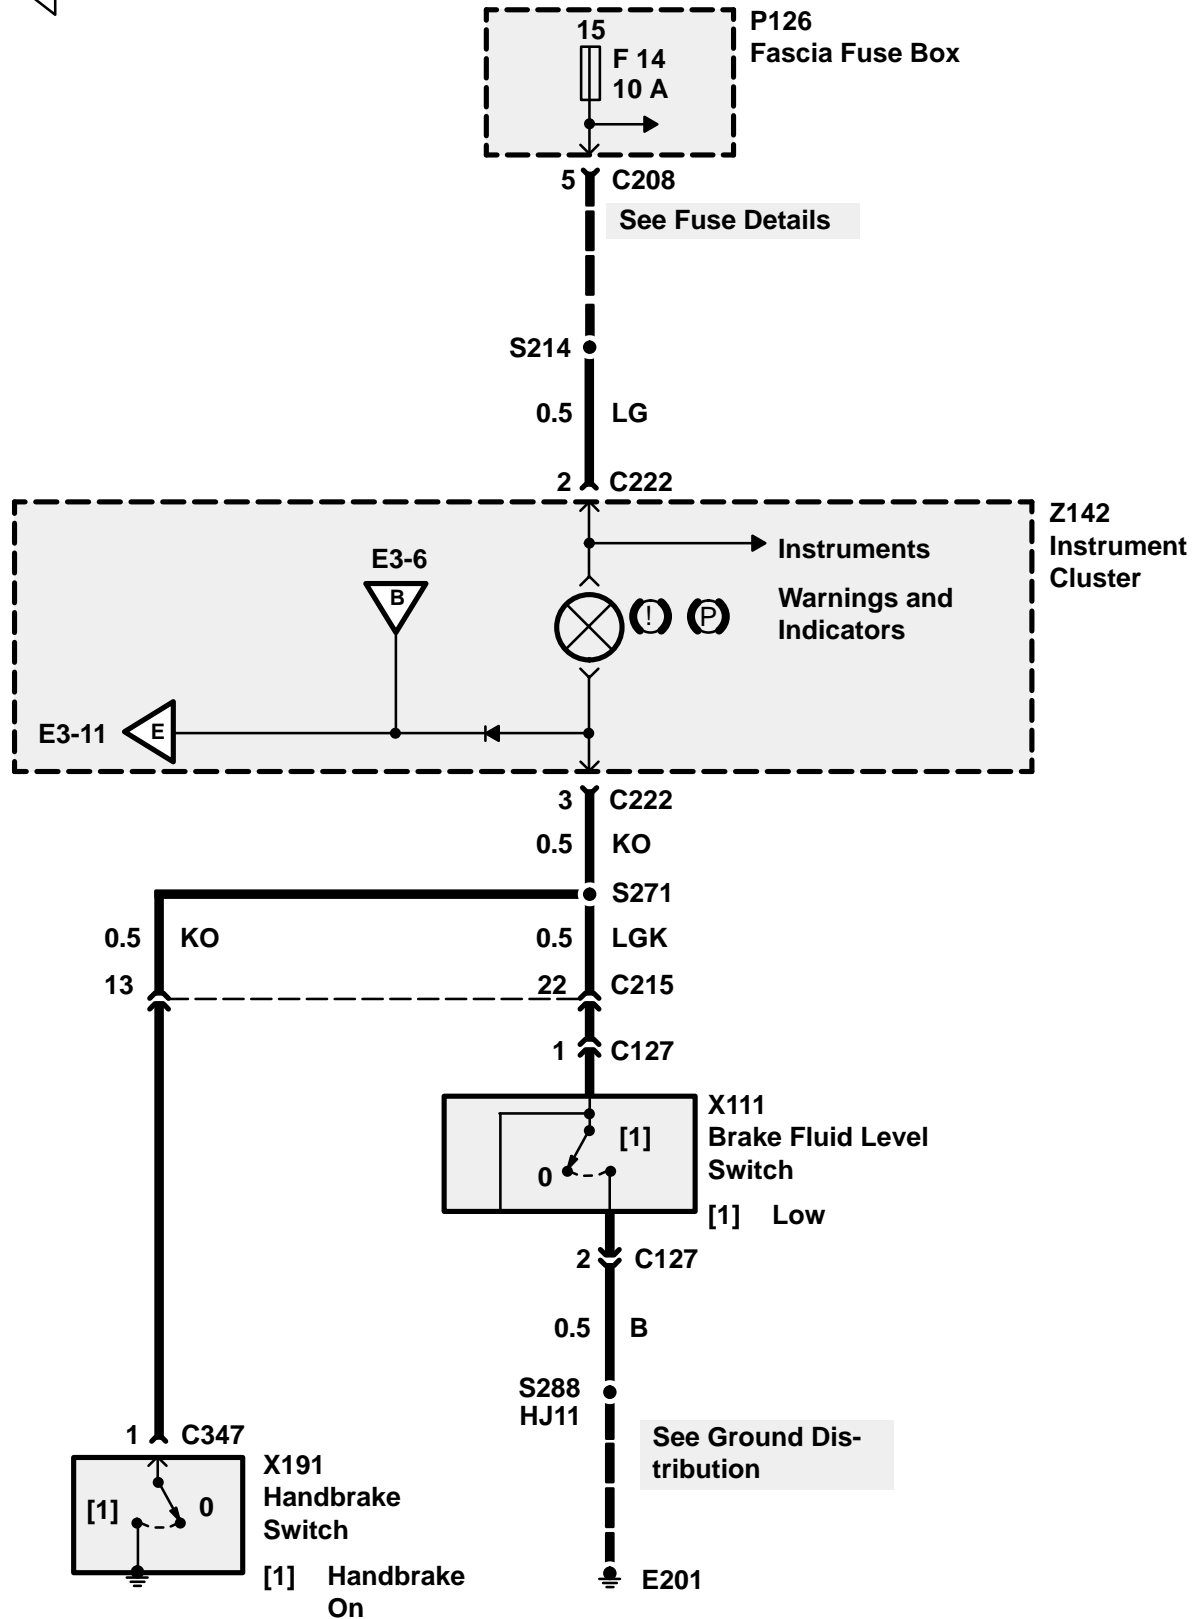 P126
Fascia Fuse Box
15
F 14
10 A
5 C208
See Fuse Details
S214
0.5 LG
2 C222
Z142
Instrument
Cluster
Instruments
E3-6
B
! P
Warnings and
Indicators
E3-11 E
3 C222
0.5 KO
S271
0.5 KO
0.5 LGK
13
22 C215
1 C127
X111
Brake Fluid Level
Switch
[1] Low
[1]
0
2 C127
0.5 B
S288
HJ11
See Ground Dis-
tribution
1 C347
X191
Handbrake
Switch
[1] Handbrake
On
[1] 0
E201